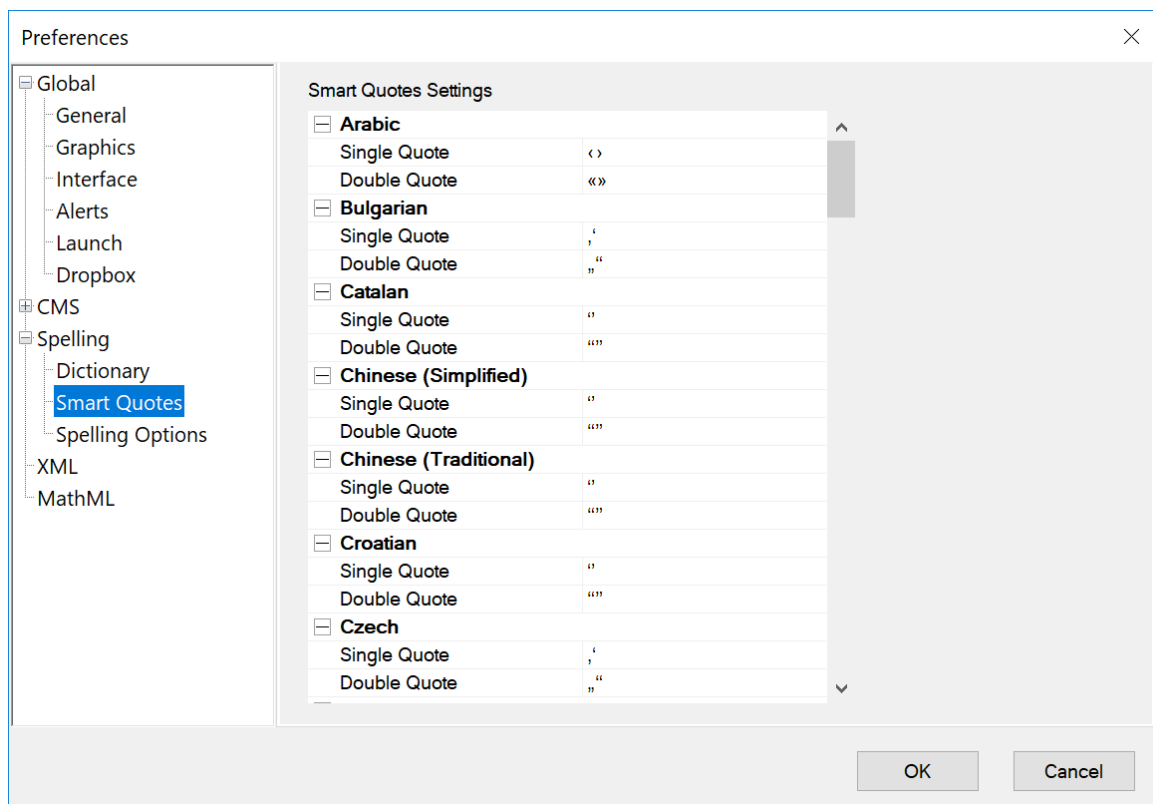 Preferences
Global
General
Graphics
Interface
Alerts
Launch
Dropbox
CMS
Spelling
Dictionary
Smart Quotes
Spelling Options
XML
MathML
Smart Quotes Settings
Arabic
Single Quote ‹›
Double Quote «»
Bulgarian
Single Quote ‚‘
Double Quote „“
Catalan
Single Quote ‘’
Double Quote “”
Chinese (Simplified)
Single Quote ‘’
Double Quote “”
Chinese (Traditional)
Single Quote ‘’
Double Quote “”
Croatian
Single Quote ‘’
Double Quote “”
Czech
Single Quote ‚‘
Double Quote „“
OK Cancel